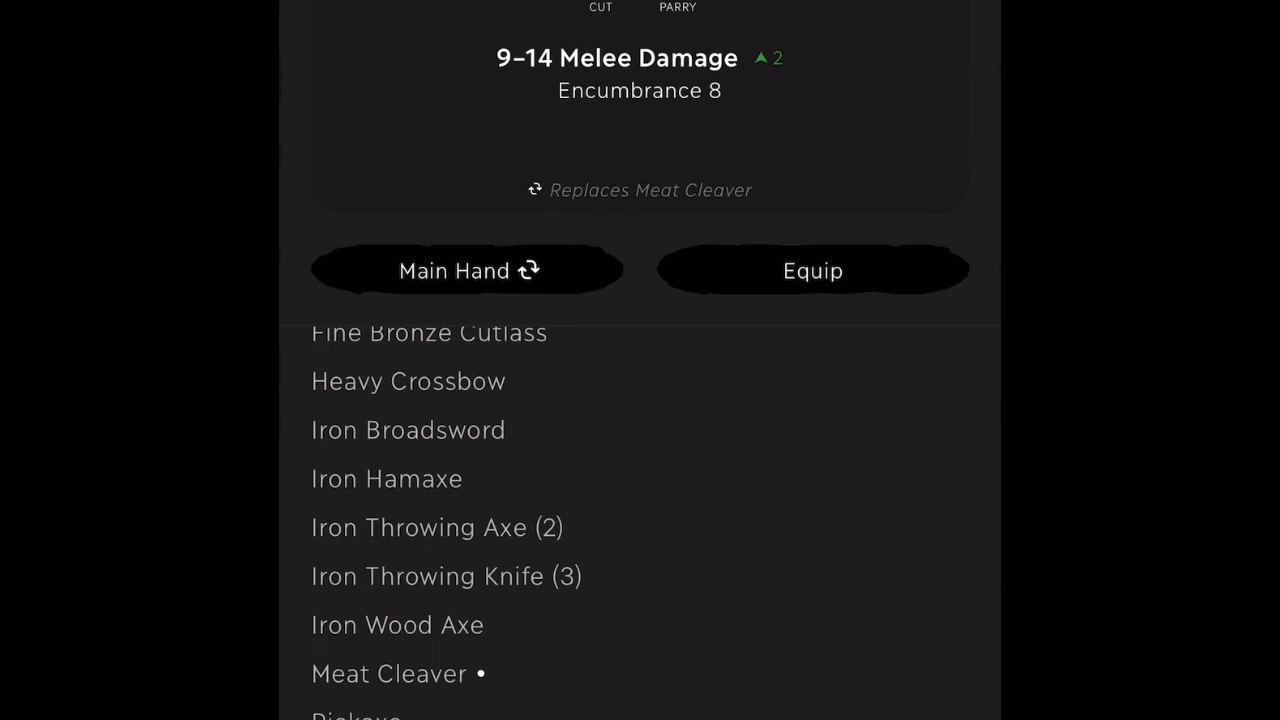 CUT PARRY
9–14 Melee Damage ▲ 2
Encumbrance 8
Replaces Meat Cleaver
Main Hand Equip
Fine Bronze Cutlass
Heavy Crossbow
Iron Broadsword
Iron Hamaxe
Iron Throwing Axe (2)
Iron Throwing Knife (3)
Iron Wood Axe
Meat Cleaver •
Pickaxe